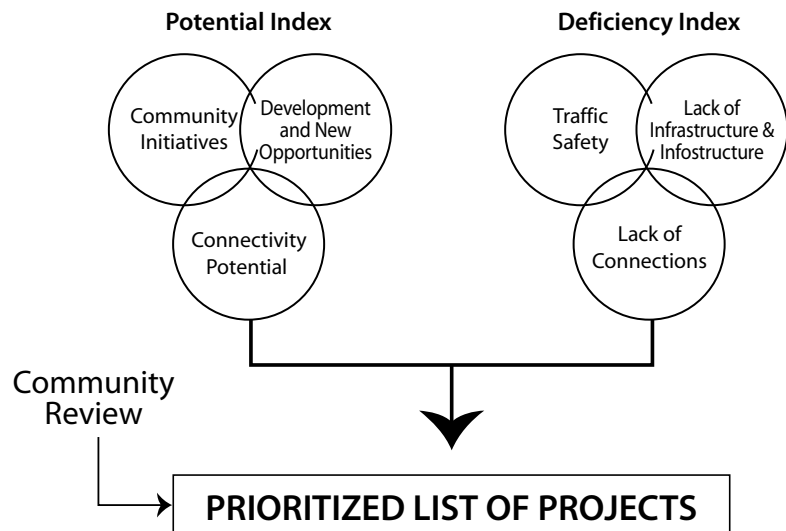 Potential Index
Community
Initiatives
Development
and New
Opportunities
Connectivity
Potential
Deficiency Index
Traffic
Safety
Lack of
Infrastructure &
Infostructure
Lack of
Connections
Community
Review
PRIORITIZED LIST OF PROJECTS